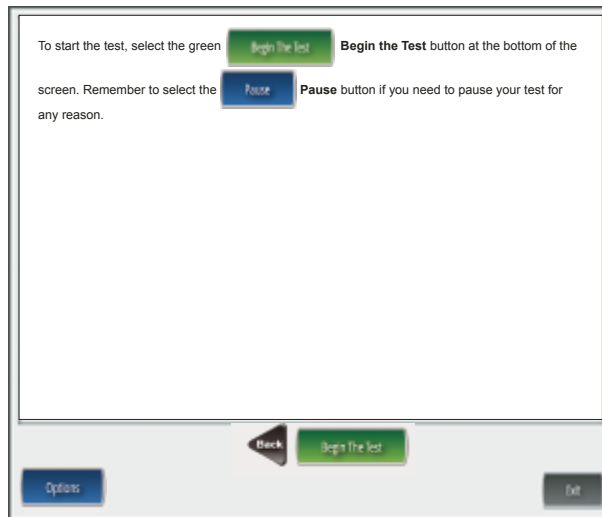 To start the test, select the green Begin The Test Begin the Test button at the bottom of the
screen. Remember to select the Pause Pause button if you need to pause your test for
any reason.
Back Begin The Test
Options Exit